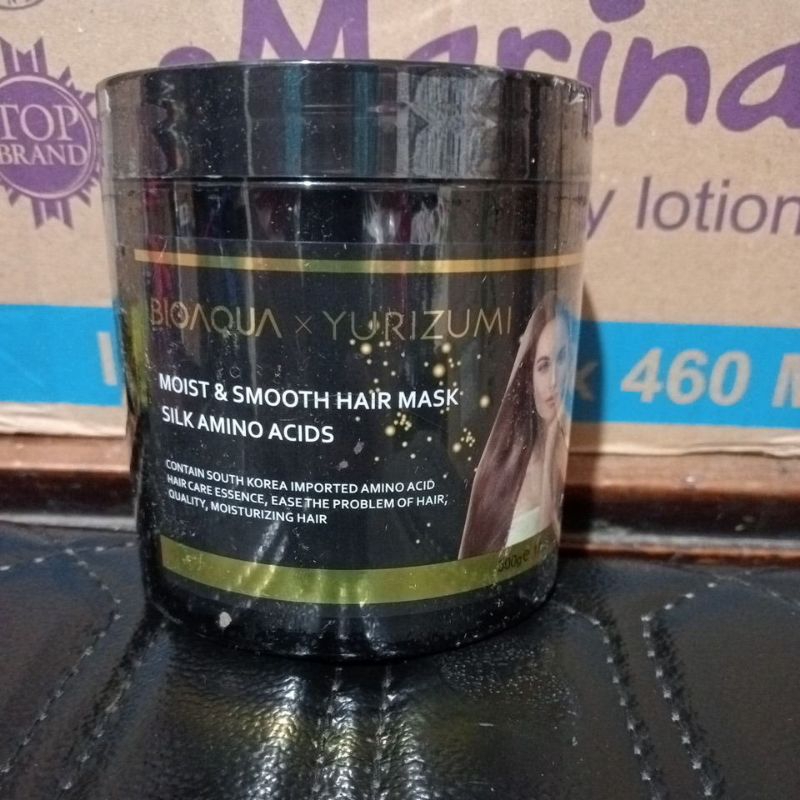 Marina
TOP
BRAND
y lotion
460 M
BIOAQUA × YURIZUMI
MOIST & SMOOTH HAIR MASK
SILK AMINO ACIDS
CONTAIN SOUTH KOREA IMPORTED AMINO ACID
HAIR CARE ESSENCE, EASE THE PROBLEM OF HAIR,
QUALITY, MOISTURIZING HAIR